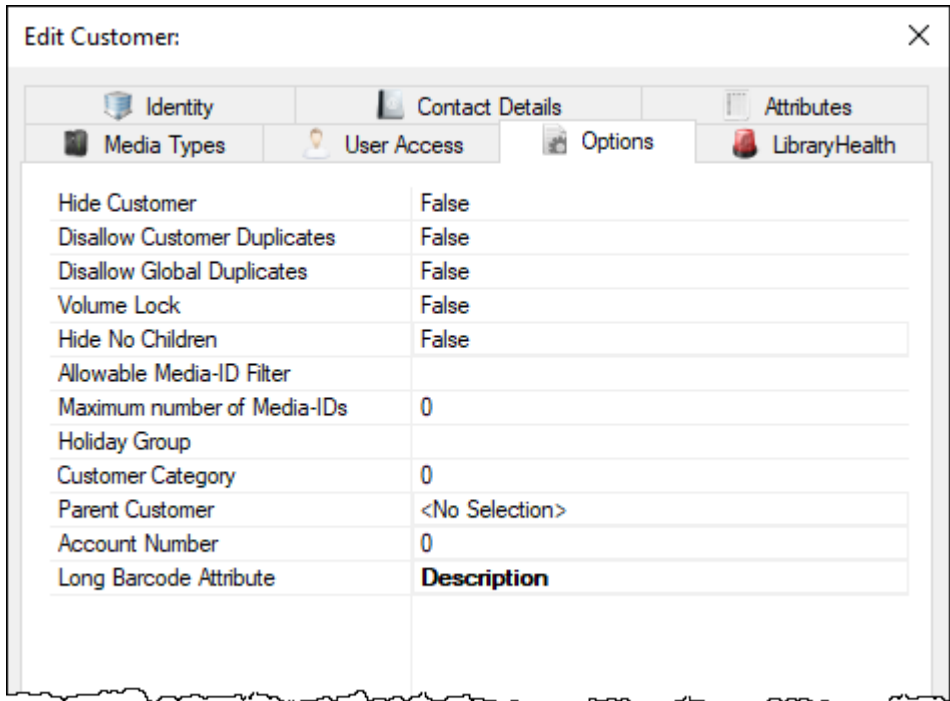 Edit Customer:
Identity Contact Details Attributes
Media Types User Access Options LibraryHealth
Hide Customer False
Disallow Customer Duplicates False
Disallow Global Duplicates False
Volume Lock False
Hide No Children False
Allowable Media-ID Filter
Maximum number of Media-IDs 0
Holiday Group
Customer Category 0
Parent Customer <No Selection>
Account Number 0
Long Barcode Attribute Description